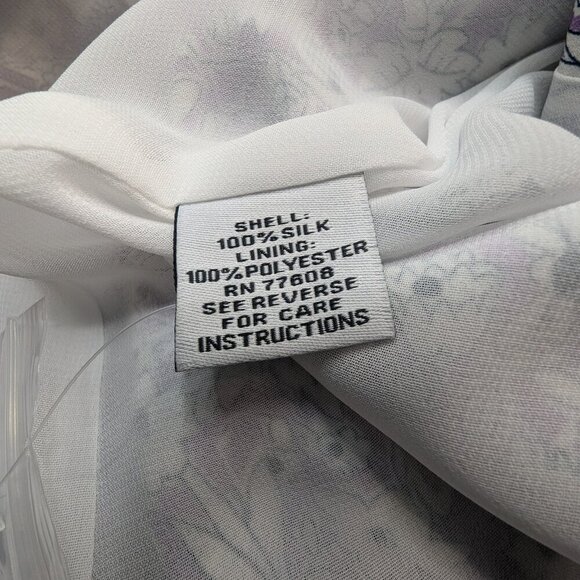 SHELL:
100% SILK
LINING:
100% POLYESTER
RN 77608
SEE REVERSE
FOR CARE
INSTRUCTIONS